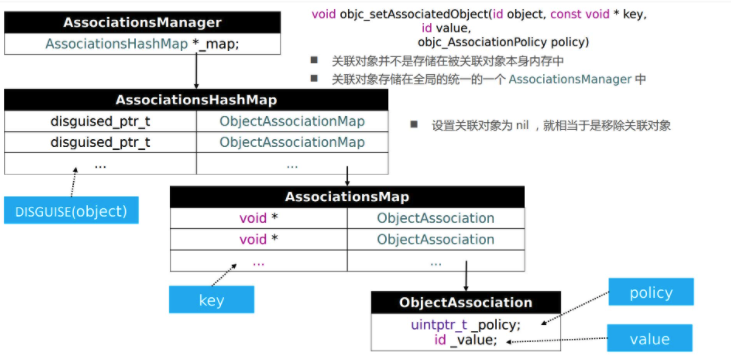 AssociationsManager
AssociationsHashMap *_map;
void objc_setAssociatedObject(id object, const void * key,
id value,
objc_AssociationPolicy policy)
■ 关联对象并不是存储在被关联对象本身内存中
■ 关联对象存储在全局的统一的一个 AssociationsManager 中
■ 设置关联对象为 nil ，就相当于是移除关联对象
AssociationsHashMap
disguised_ptr_t ObjectAssociationMap
disguised_ptr_t ObjectAssociationMap
... ...
DISGUISE(object)
AssociationsMap
void * ObjectAssociation
void * ObjectAssociation
... ...
key
ObjectAssociation
uintptr_t _policy;
id _value;
policy
value